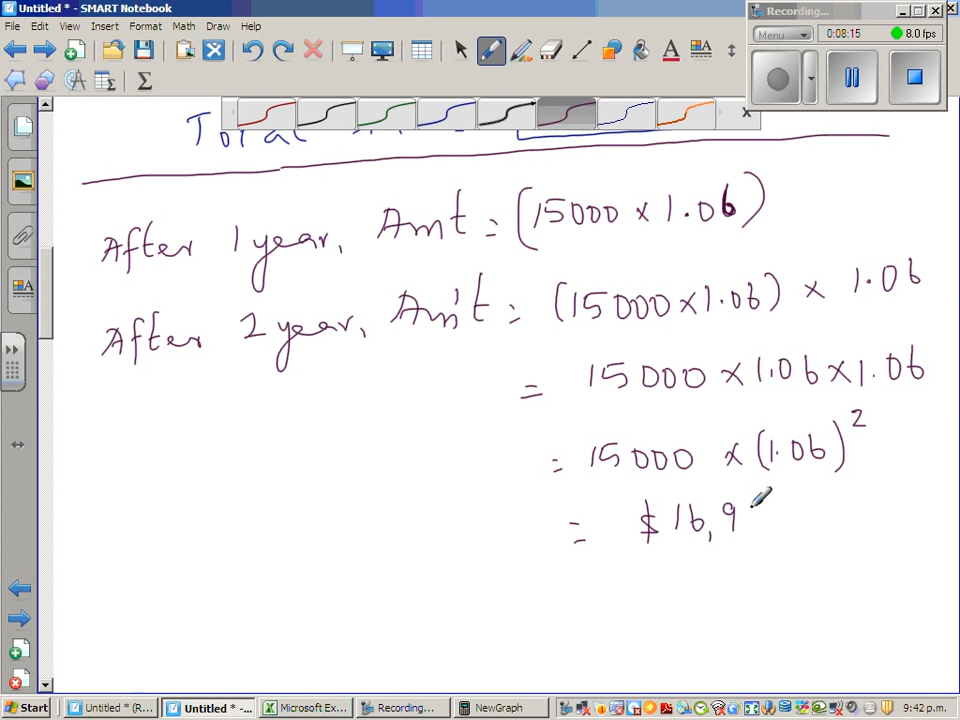 Untitled * - SMART Notebook
File Edit View Insert Format Math Draw Help
Recording...
Menu 0:08:15 8.0 fps
Total
After 1 year, Amt = (15000 x 1.06)
After 2 year, Am't = (15000 x 1.06) x 1.06
= 15000 x 1.06 x 1.06
= 15000 x (1.06)²
= $16,9
Start Untitled * (R... Untitled * -... Microsoft Ex... Recording... NewGraph 9:42 p.m.